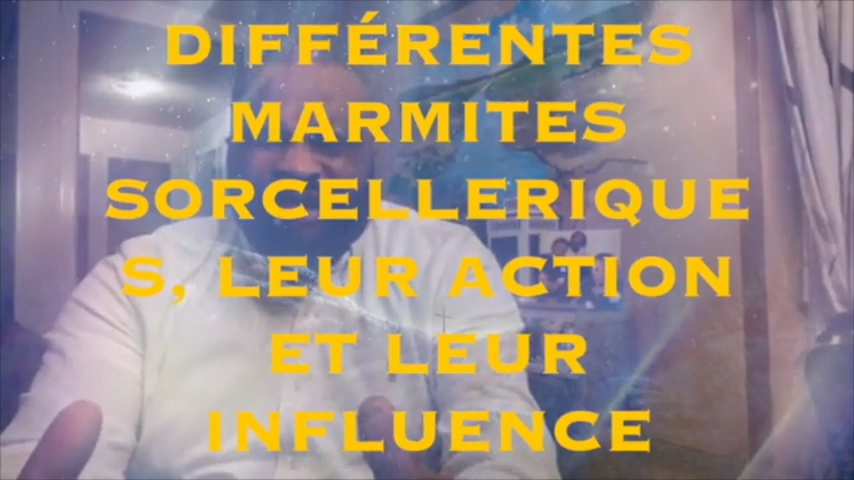 DIFFÉRENTES
MARMITES
SORCELLERIQUE
S, LEUR ACTION
ET LEUR
INFLUENCE